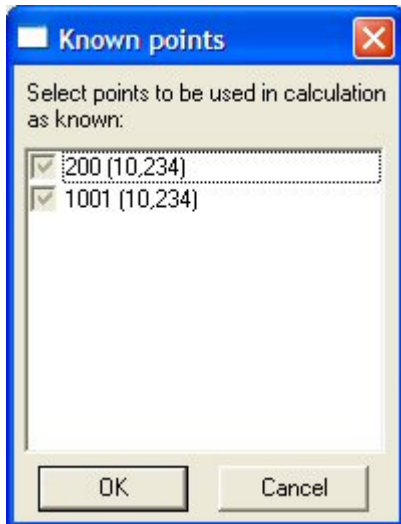 Known points
Select points to be used in calculation
as known:
200 (10,234)
1001 (10,234)
OK
Cancel